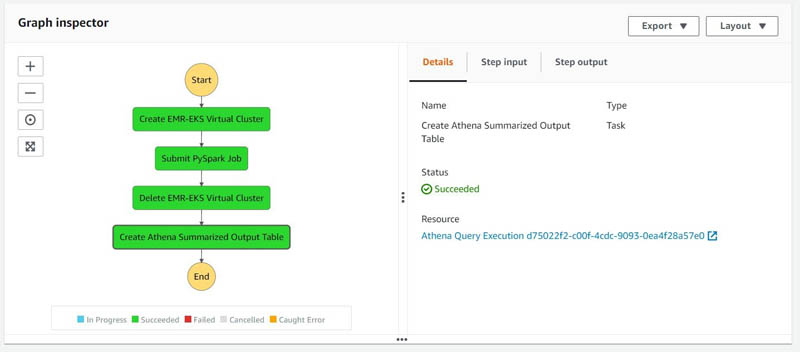 Graph inspector
Export
Layout
Start
Create EMR-EKS Virtual Cluster
Submit PySpark Job
Delete EMR-EKS Virtual Cluster
Create Athena Summarized Output Table
End
In Progress
Succeeded
Failed
Cancelled
Caught Error
Details
Step input
Step output
Name
Type
Create Athena Summarized Output
Table
Task
Status
Succeeded
Resource
Athena Query Execution d75022f2-c00f-4cdc-9093-0ea4f28a57e0